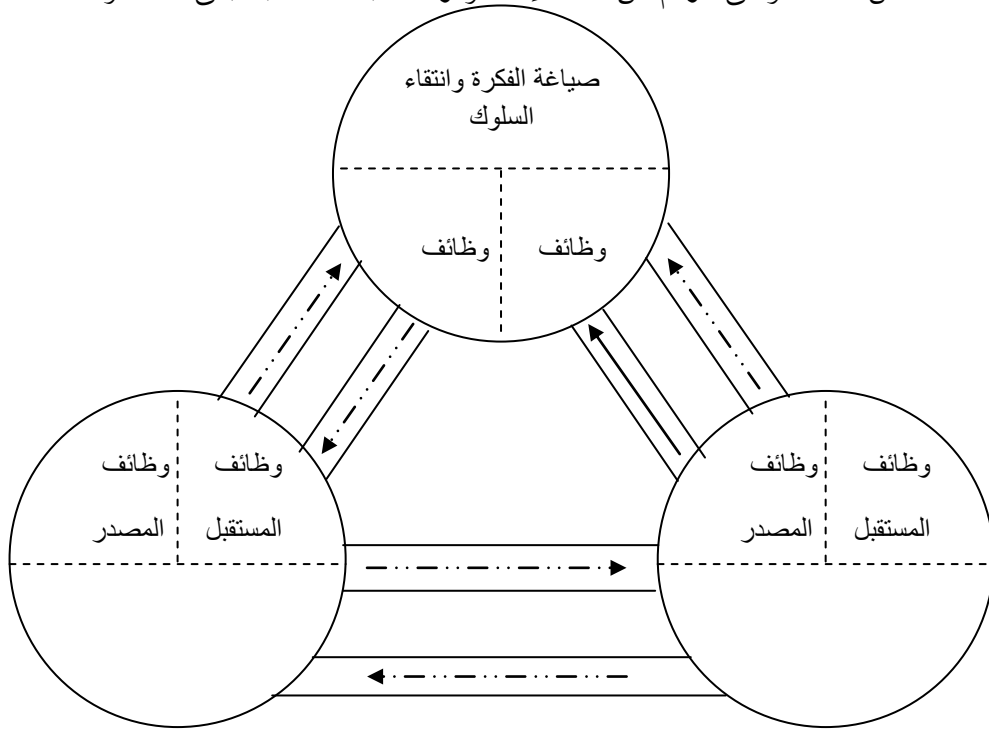 صياغة الفكرة وانتقاء
السلوك
وظائف
وظائف
وظائف
وظائف
المستقبل
المصدر
وظائف
وظائف
المستقبل
المصدر